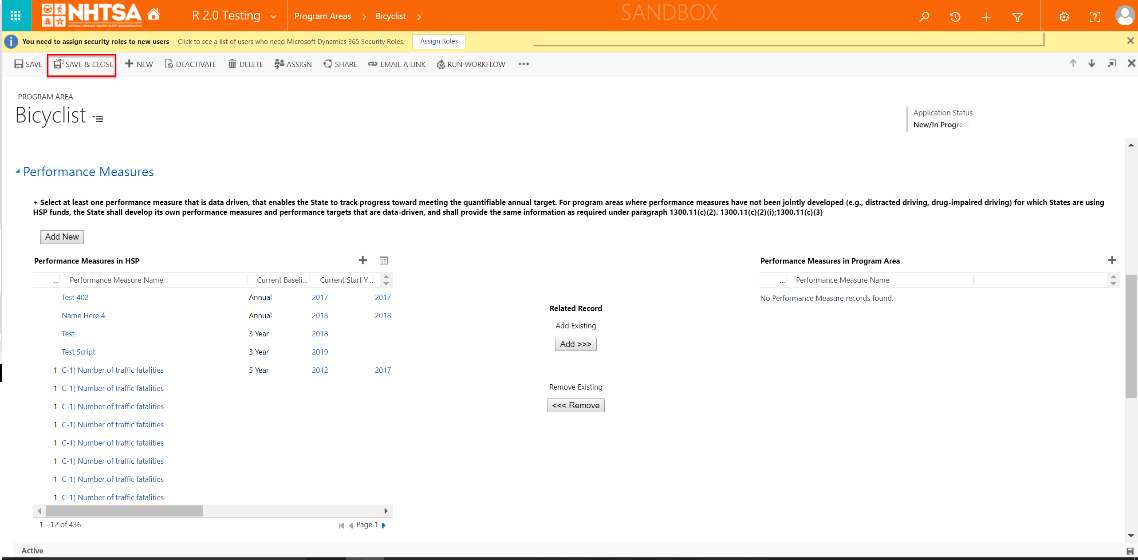 NHTSA R 2.0 Testing Program Areas Bicyclist SANDBOX
You need to assign security roles to new users Click to see a list of users who need Microsoft Dynamics 365 Security Roles. Assign Roles
SAVE SAVE & CLOSE NEW DEACTIVATE DELETE ASSIGN SHARE EMAIL A LINK RUN WORKFLOW •••
PROGRAM AREA
Bicyclist
Application Status
New/In Progress
Performance Measures
+ Select at least one performance measure that is data driven, that enables the State to track progress toward meeting the quantifiable annual target. For program areas where performance measures have not been jointly developed (e.g., distracted driving, drug-impaired driving) for which States are using
HSP funds, the State shall develop its own performance measures and performance targets that are data-driven, and shall provide the same information as required under paragraph 1300.11(c)(2). 1300.11(c)(2)(i);1300.11(c)(3)
Add New
Performance Measures in HSP
... Performance Measure Name Current Baseli... Current Start Y...
Test 402 Annual 2017 2017
Name Here 4 Annual 2018 2018
Test 3 Year 2018
Test Script 3 Year 2019
1 C-1) Number of traffic fatalities 5 Year 2012 2017
1 C-1) Number of traffic fatalities
1 C-1) Number of traffic fatalities
1 C-1) Number of traffic fatalities
1 C-1) Number of traffic fatalities
1 C-1) Number of traffic fatalities
1 C-1) Number of traffic fatalities
1 C-1) Number of traffic fatalities
1 - 12 of 436 Page 1
Related Record
Add Existing
Add >>>
Remove Existing
<<< Remove
Performance Measures in Program Area
... Performance Measure Name
No Performance Measure records found.
Active